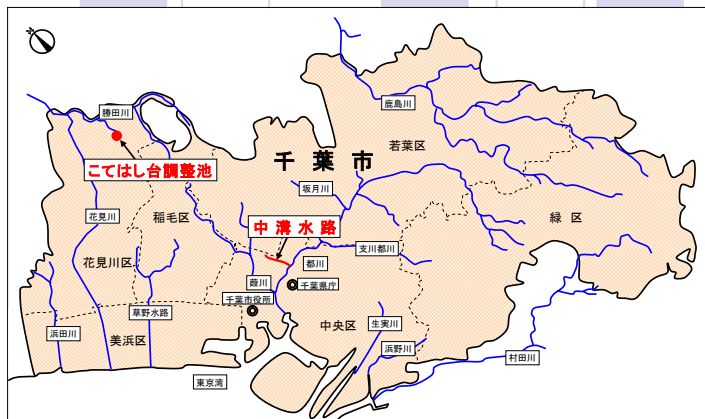 N
勝田川
鹿島川
若葉区
千葉市
こてはし台調整池
坂月川
緑区
花見川
稲毛区
中溝水路
支川都川
花見川区
都川
葭川
千葉県庁
千葉市役所
草野水路
中央区
生実川
浜田川
美浜区
浜野川
村田川
東京湾